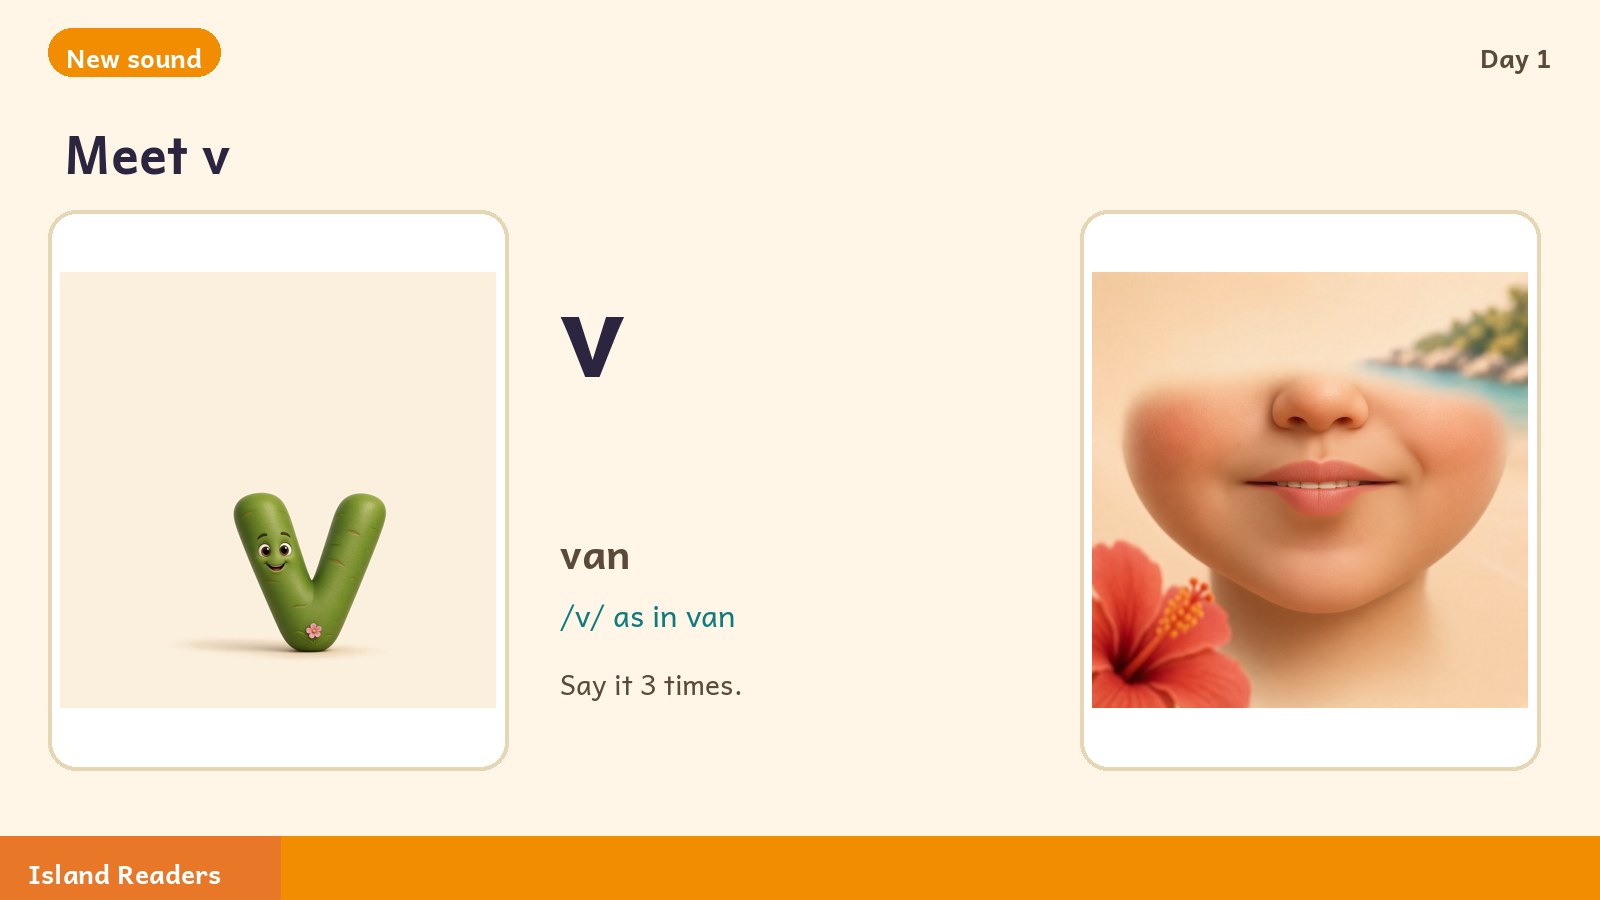 New sound
Day 1
Meet v
v
van
/v/ as in van
Say it 3 times.
Island Readers